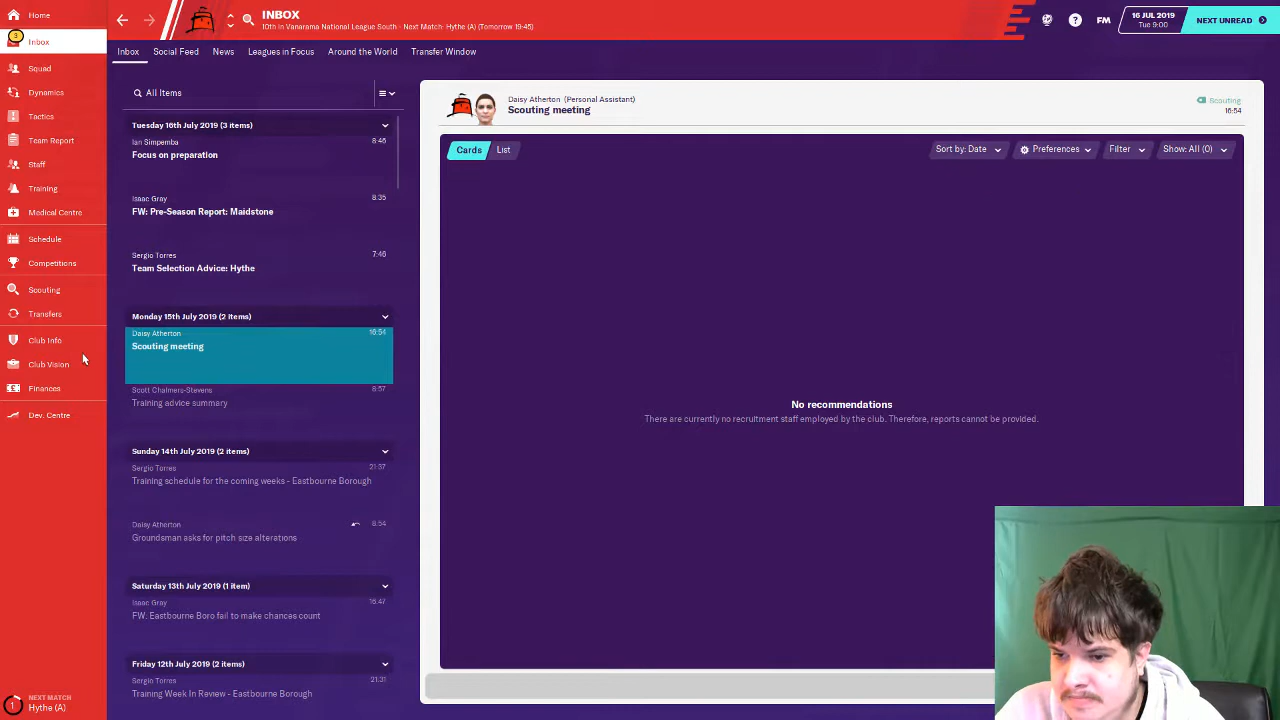 Home
3
Inbox
Squad
Dynamics
Tactics
Team Report
Staff
Training
Medical Centre
Schedule
Competitions
Scouting
Transfers
Club Info
Club Vision
Finances
Dev. Centre
1
NEXT MATCH
Hythe (A)
INBOX
10th in Vanarama National League South - Next Match: Hythe (A) (Tomorrow 19:45)
FM
16 JUL 2019
Tue 9:00
NEXT UNREAD
Inbox Social Feed News Leagues in Focus Around the World Transfer Window
All Items
Tuesday 16th July 2019 (3 items)
Ian Simpemba 8:46
Focus on preparation
Isaac Gray 8:35
FW: Pre-Season Report: Maidstone
Sergio Torres 7:46
Team Selection Advice: Hythe
Monday 15th July 2019 (2 items)
Daisy Atherton 16:54
Scouting meeting
Scott Chalmers-Stevens 8:57
Training advice summary
Sunday 14th July 2019 (2 items)
Sergio Torres 21:37
Training schedule for the coming weeks - Eastbourne Borough
Daisy Atherton 8:54
Groundsman asks for pitch size alterations
Saturday 13th July 2019 (1 item)
Isaac Gray 16:47
FW: Eastbourne Boro fail to make chances count
Friday 12th July 2019 (2 items)
Sergio Torres 21:31
Training Week In Review - Eastbourne Borough
Daisy Atherton (Personal Assistant)
Scouting meeting
Scouting
16:54
Cards List
Sort by: Date Preferences Filter Show: All (0)
No recommendations
There are currently no recruitment staff employed by the club. Therefore, reports cannot be provided.